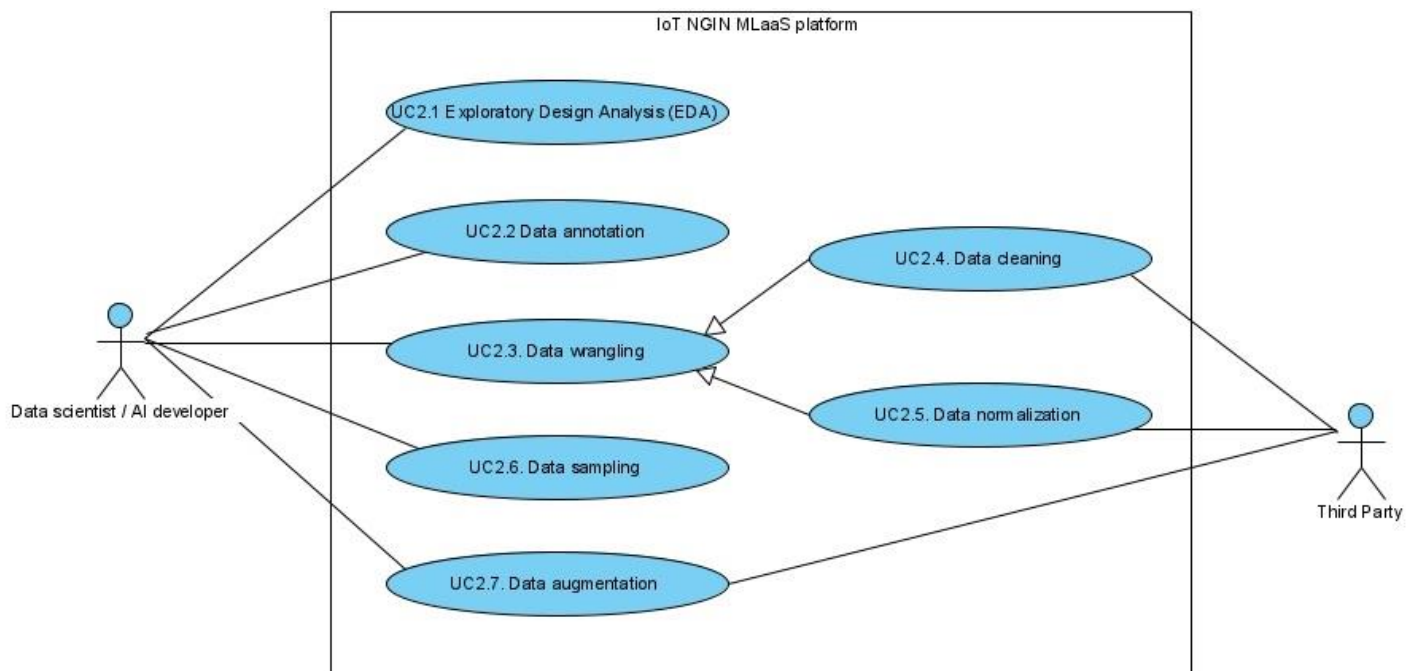 IoT NGIN MLaaS platform
UC2.1 Exploratory Design Analysis (EDA)
UC2.2 Data annotation
UC2.4. Data cleaning
UC2.3. Data wrangling
Data scientist / AI developer
UC2.5. Data normalization
UC2.6. Data sampling
Third Party
UC2.7. Data augmentation